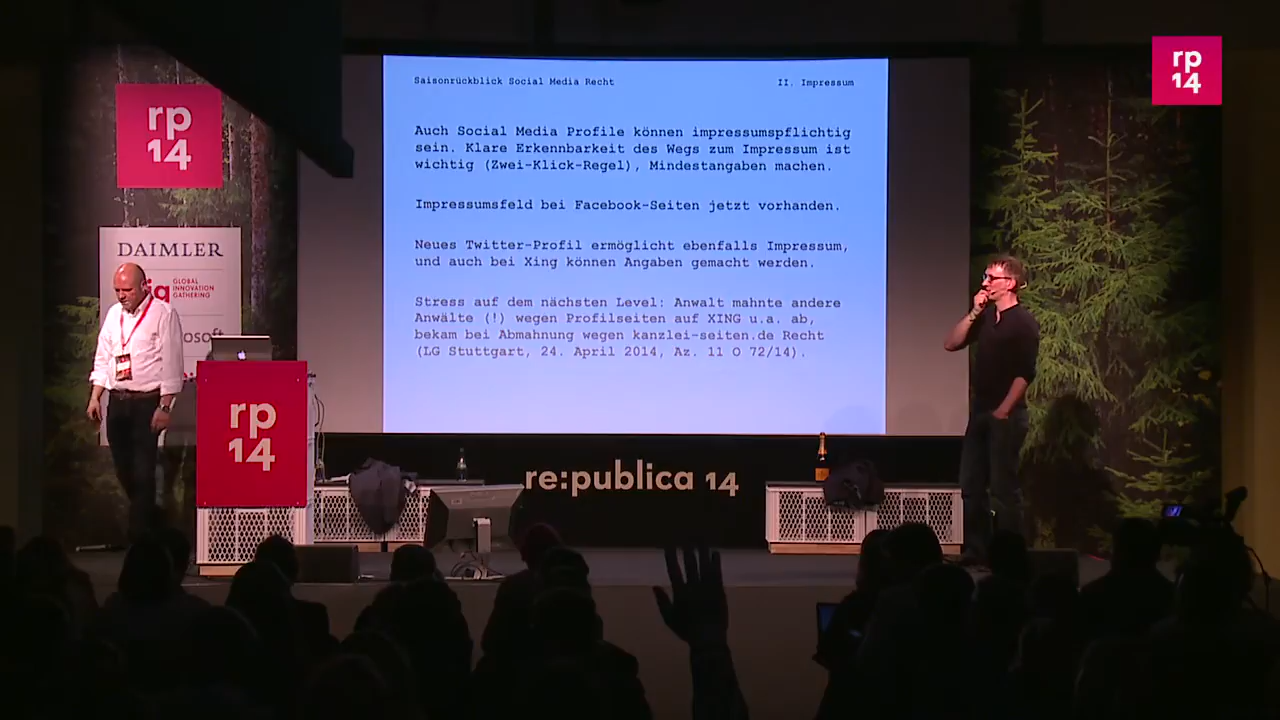 rp
14
rp
14
DAIMLER
ig
GLOBAL
INNOVATION
GATHERING
osoft
rp
14
Saisonrückblick Social Media Recht
II. Impressum
Auch Social Media Profile können impressumspflichtig
sein. Klare Erkennbarkeit des Wegs zum Impressum ist
wichtig (Zwei-Klick-Regel), Mindestangaben machen.
Impressumsfeld bei Facebook-Seiten jetzt vorhanden.
Neues Twitter-Profil ermöglicht ebenfalls Impressum,
und auch bei Xing können Angaben gemacht werden.
Stress auf dem nächsten Level: Anwalt mahnte andere
Anwälte (!) wegen Profilseiten auf XING u.a. ab,
bekam bei Abmahnung wegen kanzlei-seiten.de Recht
(LG Stuttgart, 24. April 2014, Az. 11 O 72/14).
re:publica 14